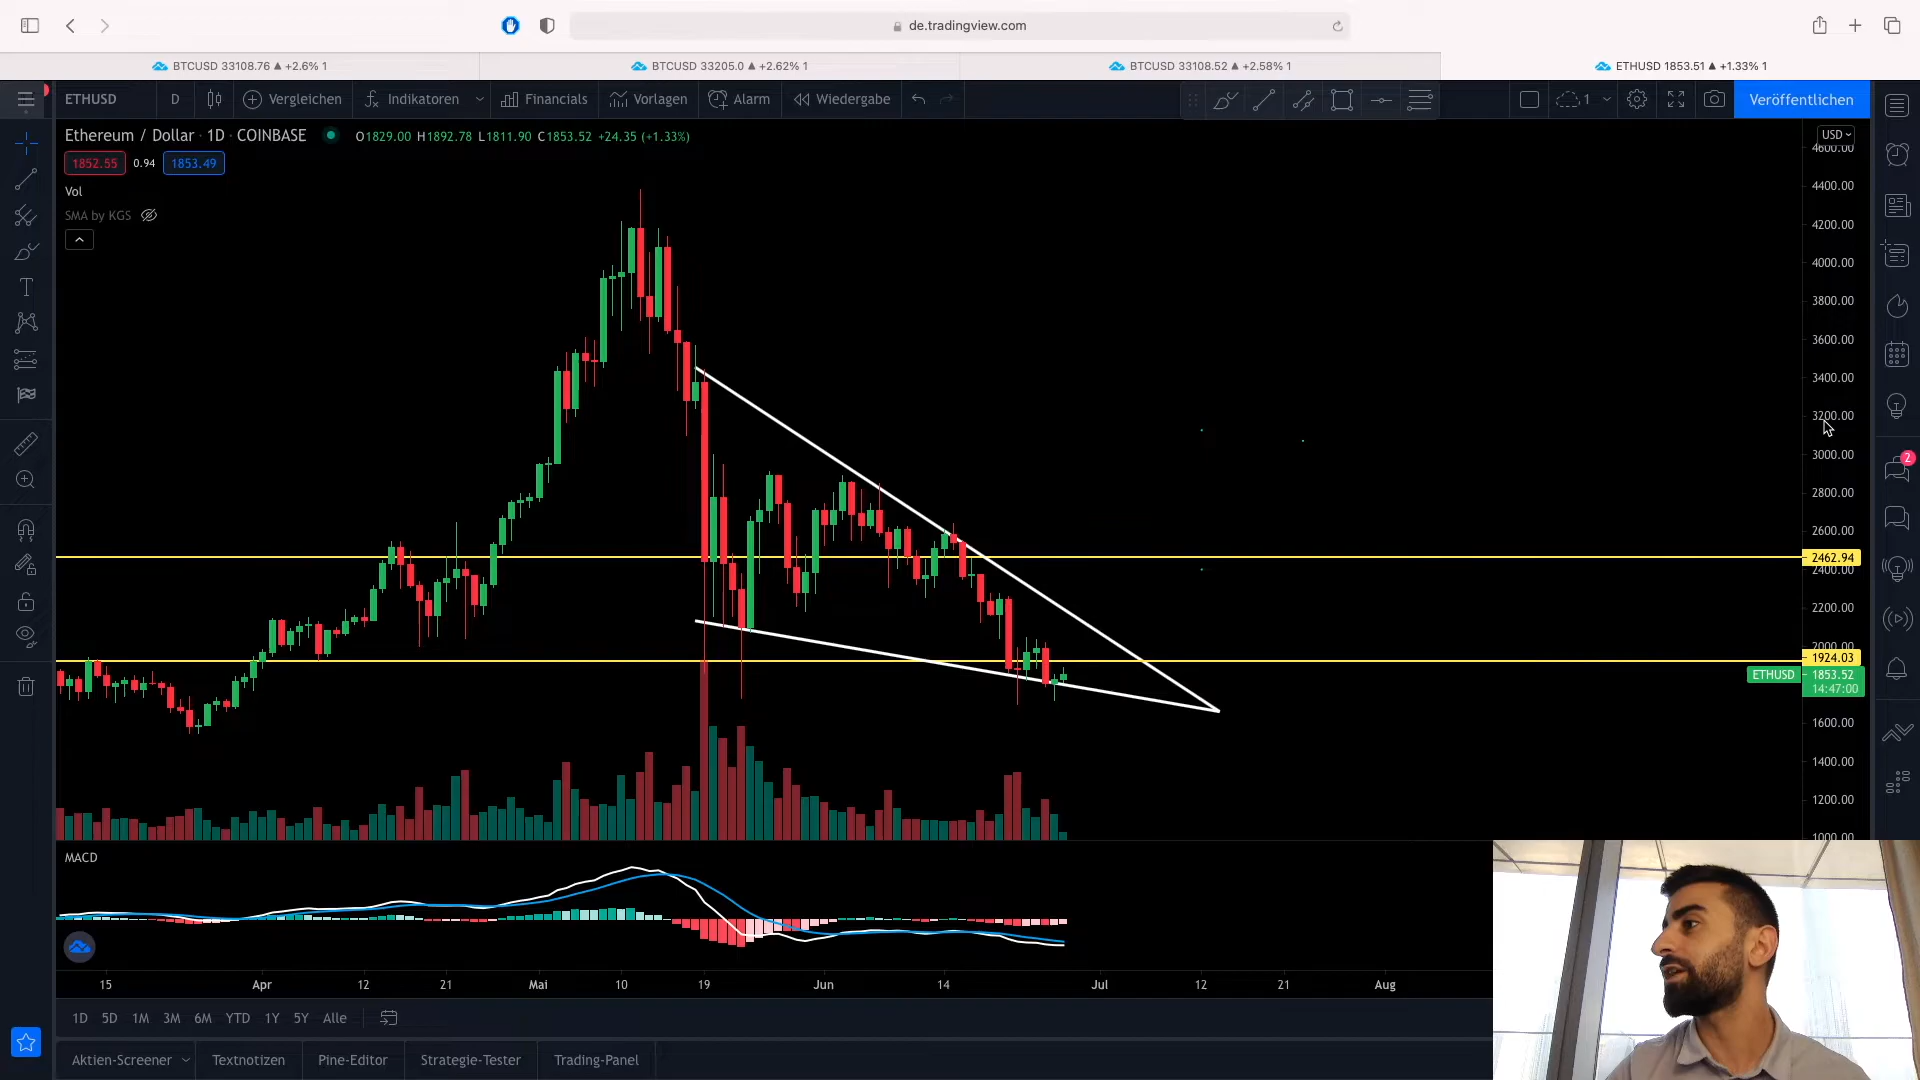 de.tradingview.com
BTCUSD 33108.76 ▲ +2.6% 1
BTCUSD 33205.0 ▲ +2.62% 1
BTCUSD 33108.52 ▲ +2.58% 1
ETHUSD 1853.51 ▲ +1.33% 1
ETHUSD D Vergleichen Indikatoren Financials Vorlagen Alarm Wiedergabe 1 Veröffentlichen
Ethereum / Dollar · 1D · COINBASE O1829.00 H1892.78 L1811.90 C1853.52 +24.35 (+1.33%)
USD
1852.55 0.94 1853.49
Vol
SMA by KGS
4600.00
4400.00
4200.00
4000.00
3800.00
3600.00
3400.00
3200.00
3000.00
2
2800.00
2600.00
2462.94
2400.00
2200.00
2000.00
1924.03
ETHUSD 1853.52
14:47:00
1600.00
1400.00
1200.00
1000.00
MACD
15 Apr 12 21 Mai 10 19 Jun 14 Jul 12 21 Aug
1D 5D 1M 3M 6M YTD 1Y 5Y Alle
Aktien-Screener Textnotizen Pine-Editor Strategie-Tester Trading-Panel